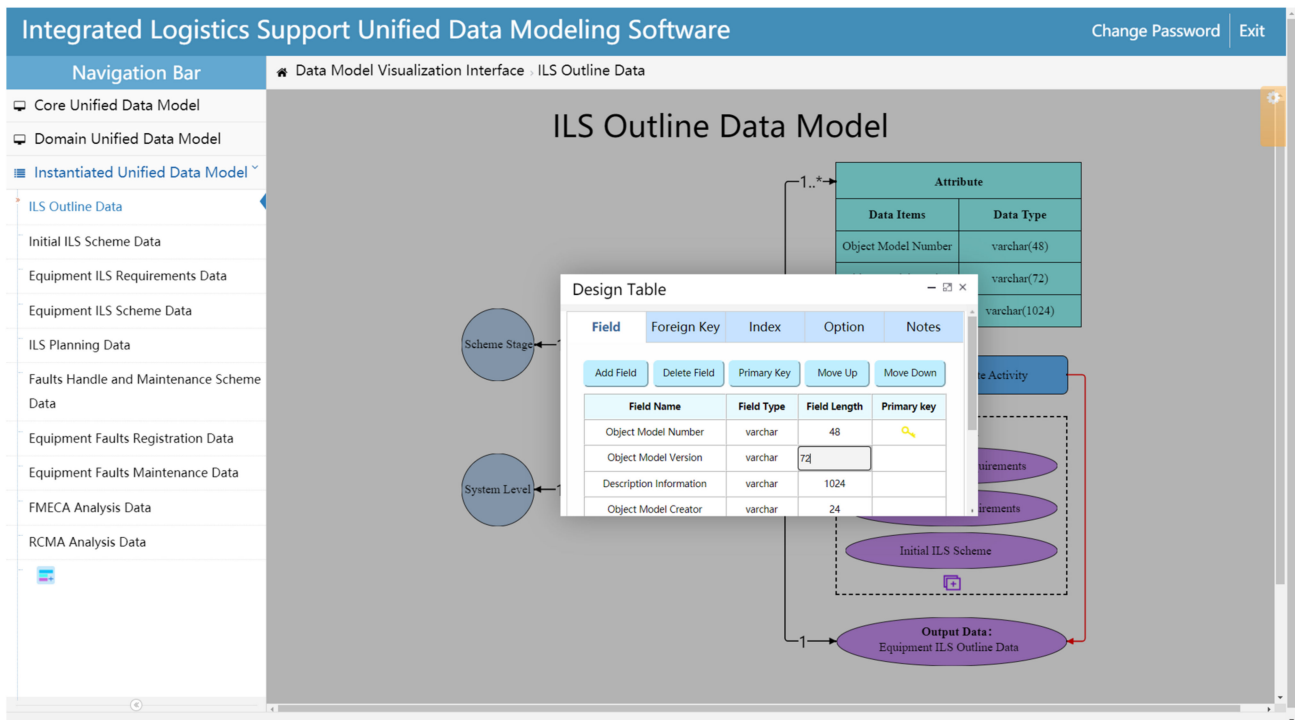 Integrated Logistics Support Unified Data Modeling Software
Change Password
Exit
Navigation Bar
Data Model Visualization Interface
ILS Outline Data
Core Unified Data Model
Domain Unified Data Model
Instantiated Unified Data Model
ILS Outline Data
Initial ILS Scheme Data
Equipment ILS Requirements Data
Equipment ILS Scheme Data
ILS Planning Data
Faults Handle and Maintenance Scheme
Data
Equipment Faults Registration Data
Equipment Faults Maintenance Data
FMECA Analysis Data
RCMA Analysis Data
ILS Outline Data Model
1..*
Attribute
Data Items Data Type
Object Model Number varchar(48)
varchar(72)
varchar(1024)
Scheme Stage
System Level
Design Table
Field Foreign Key Index Option Notes
Add Field Delete Field Primary Key Move Up Move Down
Field Name Field Type Field Length Primary key
Object Model Number varchar 48
Object Model Version varchar 72
Description Information varchar 1024
Object Model Creator varchar 24
Activity
Initial ILS Scheme
1
Output Data:
Equipment ILS Outline Data